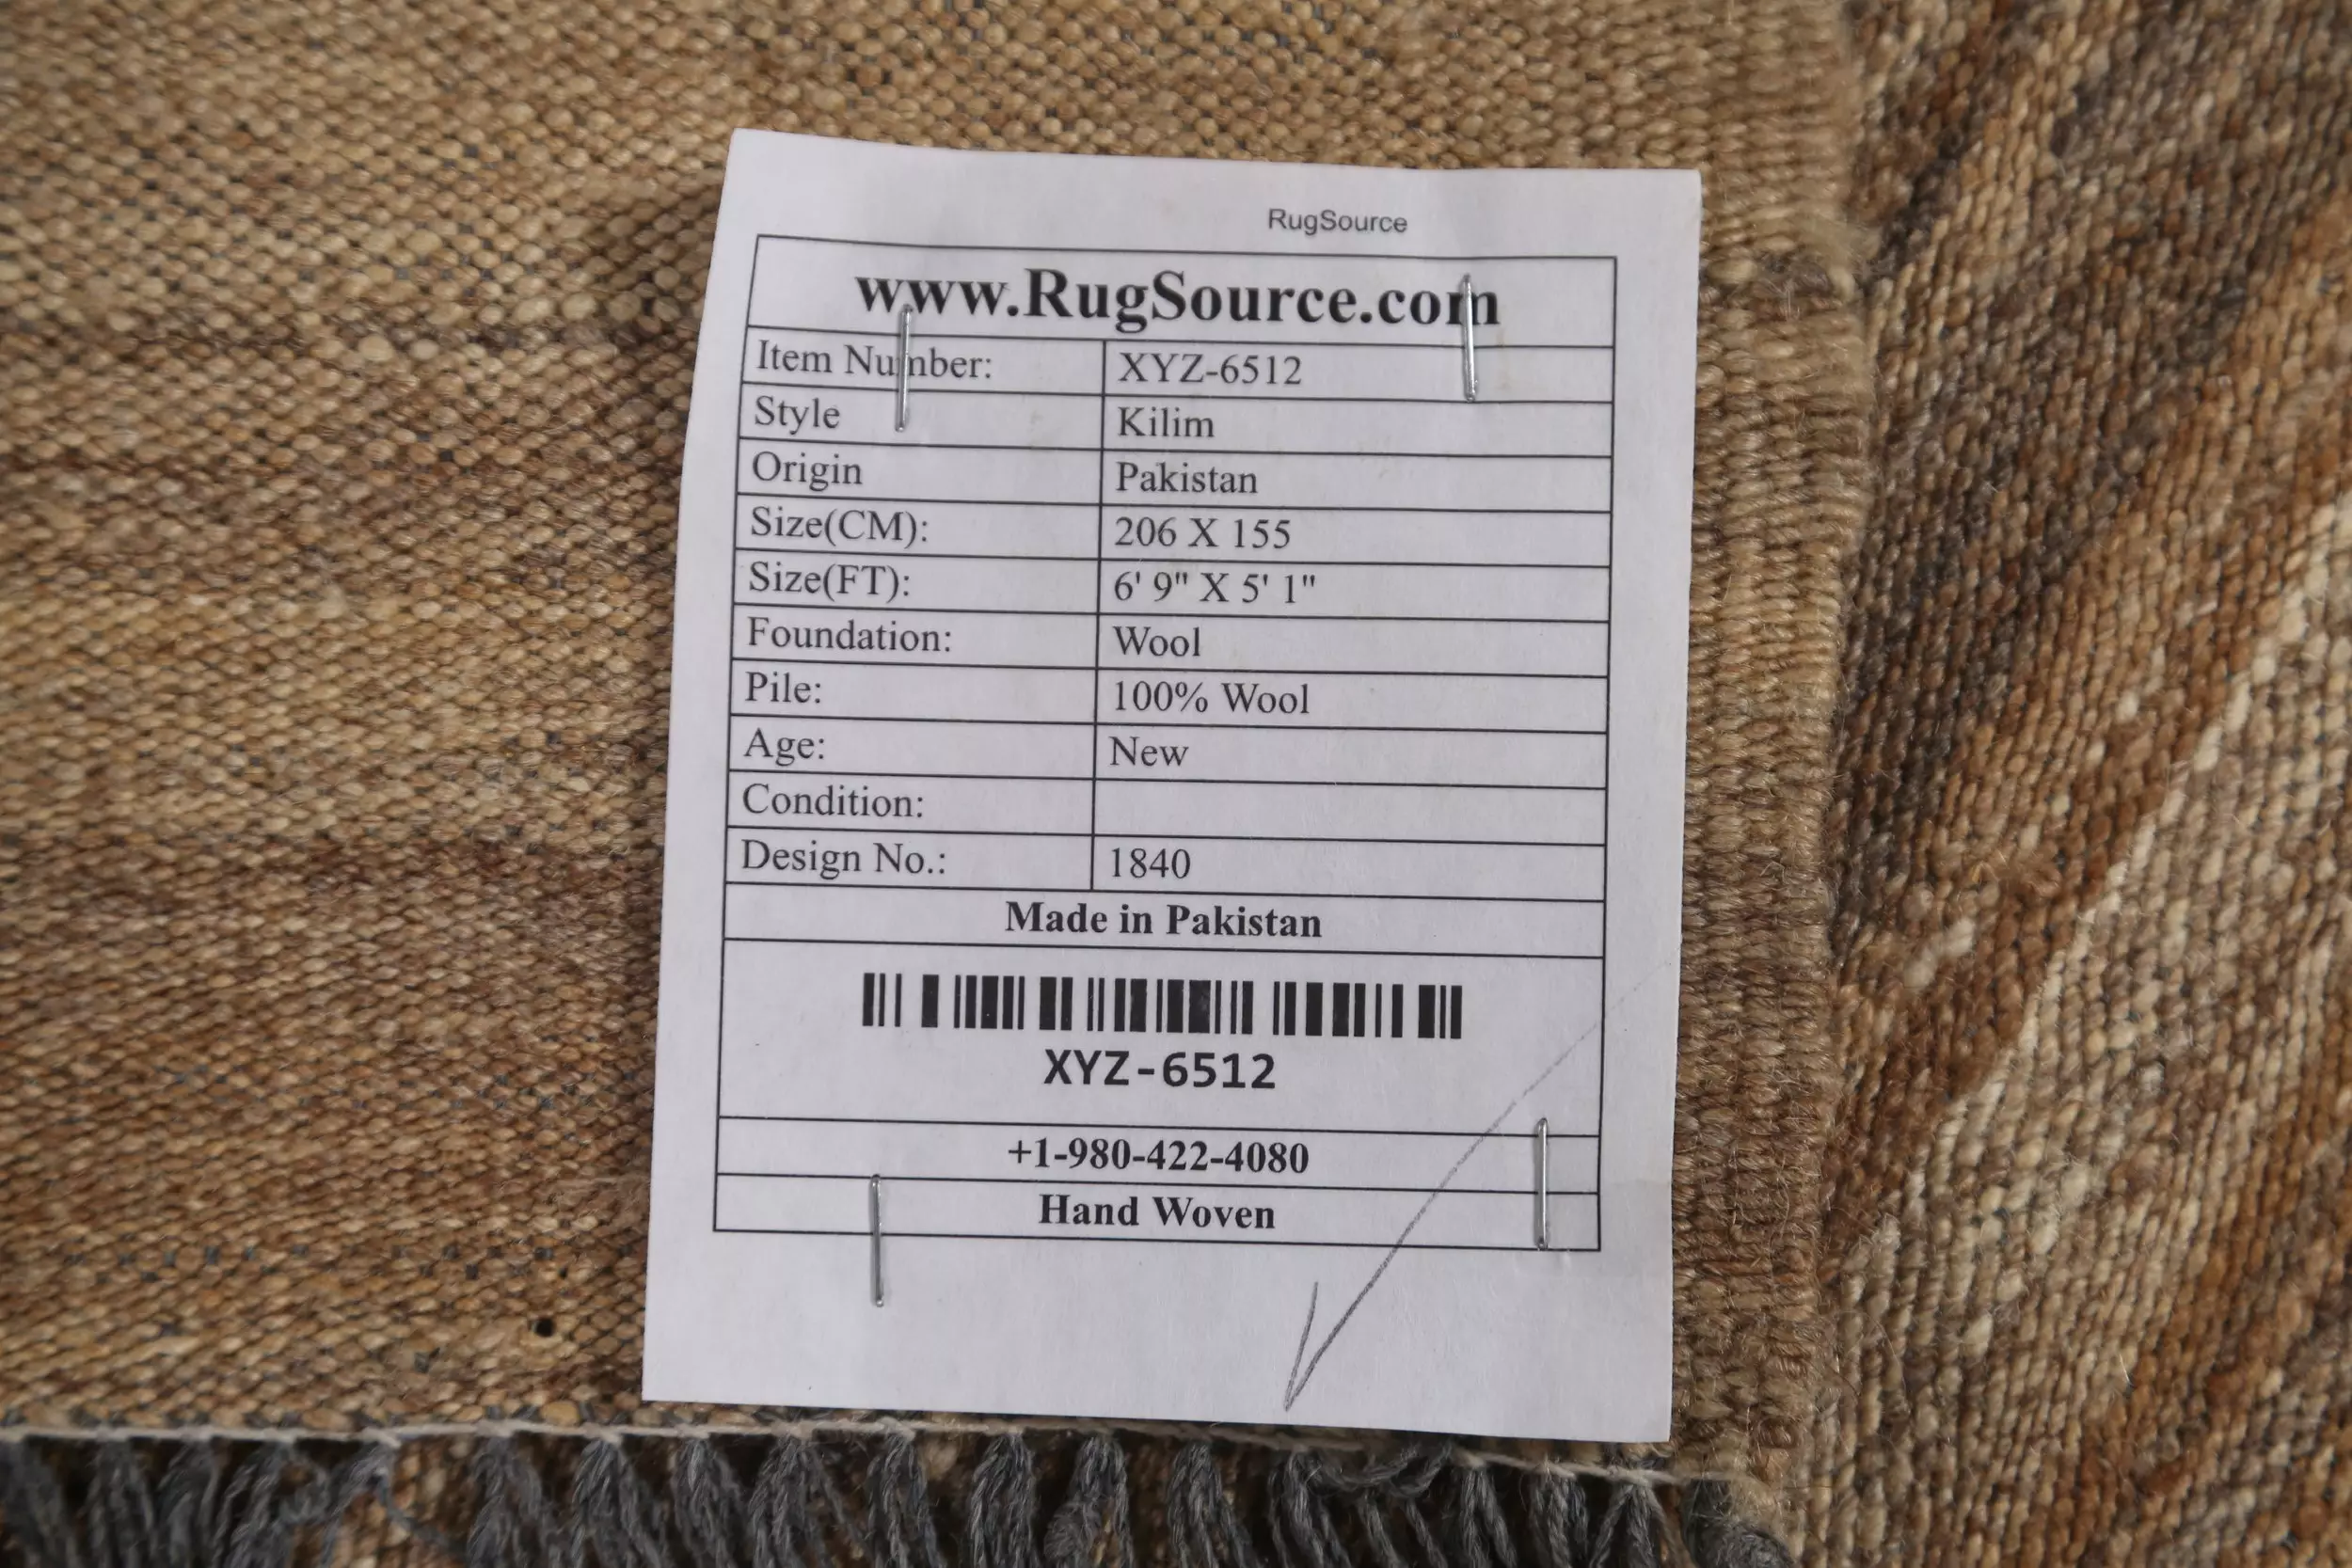 RugSource
www.RugSource.com
Item Number: XYZ-6512
Style Kilim
Origin Pakistan
Size(CM): 206 X 155
Size(FT): 6' 9" X 5' 1"
Foundation: Wool
Pile: 100% Wool
Age: New
Condition:
Design No.: 1840
Made in Pakistan
XYZ-6512
+1-980-422-4080
Hand Woven